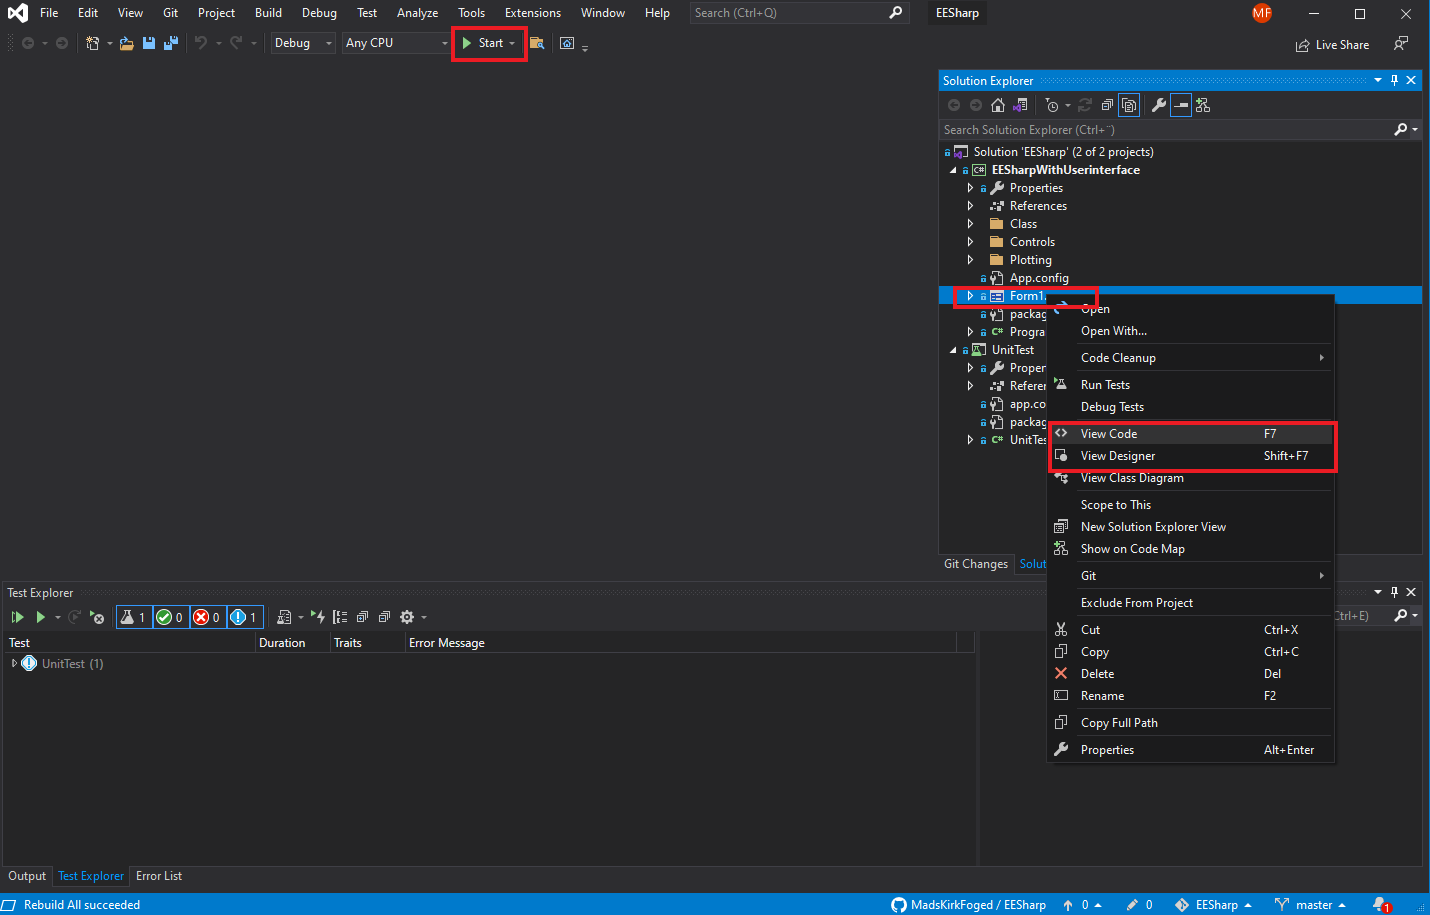 File Edit View Git Project Build Debug Test Analyze Tools Extensions Window Help Search (Ctrl+Q) EESharp MF
Debug Any CPU Start Live Share
Solution Explorer
Search Solution Explorer (Ctrl+¨)
Solution 'EESharp' (2 of 2 projects)
C# EESharpWithUserinterface
Properties
References
Class
Controls
Plotting
App.config
Form1.
packag
C# Progra
UnitTest
Proper
Referer
app.co
packag
C# UnitTes
Open
Open With...
Code Cleanup
Run Tests
Debug Tests
View Code F7
View Designer Shift+F7
View Class Diagram
Scope to This
New Solution Explorer View
Show on Code Map
Git
Exclude From Project
Cut Ctrl+X
Copy Ctrl+C
Delete Del
Rename F2
Copy Full Path
Properties Alt+Enter
Git Changes Solut
Test Explorer
1 0 0 1
Ctrl+E)
Test Duration Traits Error Message
UnitTest (1)
Output Test Explorer Error List
Rebuild All succeeded MadsKirkFoged / EESharp 0 0 EESharp master 1